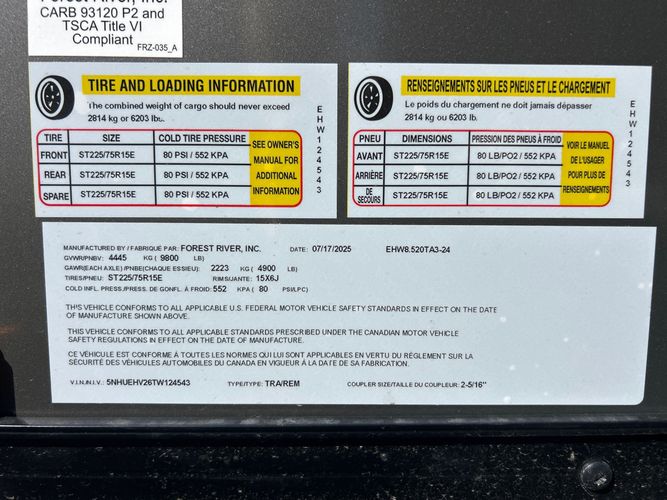 Forest River, Inc.
CARB 93120 P2 and
TSCA Title VI
Compliant
FRZ-035_A
TIRE AND LOADING INFORMATION
The combined weight of cargo should never exceed
2814 kg or 6203 lbs.
TIRE SIZE COLD TIRE PRESSURE
FRONT ST225/75R15E 80 PSI / 552 KPA
REAR ST225/75R15E 80 PSI / 552 KPA
SPARE ST225/75R15E 80 PSI / 552 KPA
SEE OWNER'S
MANUAL FOR
ADDITIONAL
INFORMATION
EHW124543
RENSEIGNEMENTS SUR LES PNEUS ET LE CHARGEMENT
Le poids du chargement ne doit jamais dépasser
2814 kg ou 6203 lb.
PNEU DIMENSIONS PRESSION DES PNEUS À FROID
AVANT ST225/75R15E 80 LB/PO2 / 552 KPA
ARRIÈRE ST225/75R15E 80 LB/PO2 / 552 KPA
DE SECOURS ST225/75R15E 80 LB/PO2 / 552 KPA
VOIR LE MANUEL
DE L'USAGER
POUR PLUS DE
RENSEIGNEMENTS
EHW124543
MANUFACTURED BY / FABRIQUÉ PAR: FOREST RIVER, INC. DATE: 07/17/2025 EHW8.520TA3-24
GVWR/PNBV: 4445 KG ( 9800 LB)
GAWR(EACH AXLE) /PNBE(CHAQUE ESSIEU): 2223 KG ( 4900 LB)
TIRES/PNEU: ST225/75R15E RIMS/JANTE: 15X6J
COLD INFL. PRESS./PRESS. DE GONFL. À FROID: 552 KPA ( 80 PSI/LPC)
THIS VEHICLE CONFORMS TO ALL APPLICABLE U.S. FEDERAL MOTOR VEHICLE SAFETY STANDARDS IN EFFECT ON THE DATE
OF MANUFACTURE SHOWN ABOVE.
THIS VEHICLE CONFORMS TO ALL APPLICABLE STANDARDS PRESCRIBED UNDER THE CANADIAN MOTOR VEHICLE
SAFETY REGULATIONS IN EFFECT ON THE DATE OF MANUFACTURE.
CE VÉHICULE EST CONFORME À TOUTES LES NORMES QUI LUI SONT APPLICABLES EN VERTU DU RÉGLEMENT SUR LA
SÉCURITÉ DES VÉHICULES AUTOMOBILES DU CANADA EN VIGUEUR À LA DATE DE SA FABRICATION.
V.I.N./N.I.V.: 5NHUEHV26TW124543 TYPE/TYPE: TRA/REM COUPLER SIZE/TAILLE DU COUPLEUR: 2-5/16"